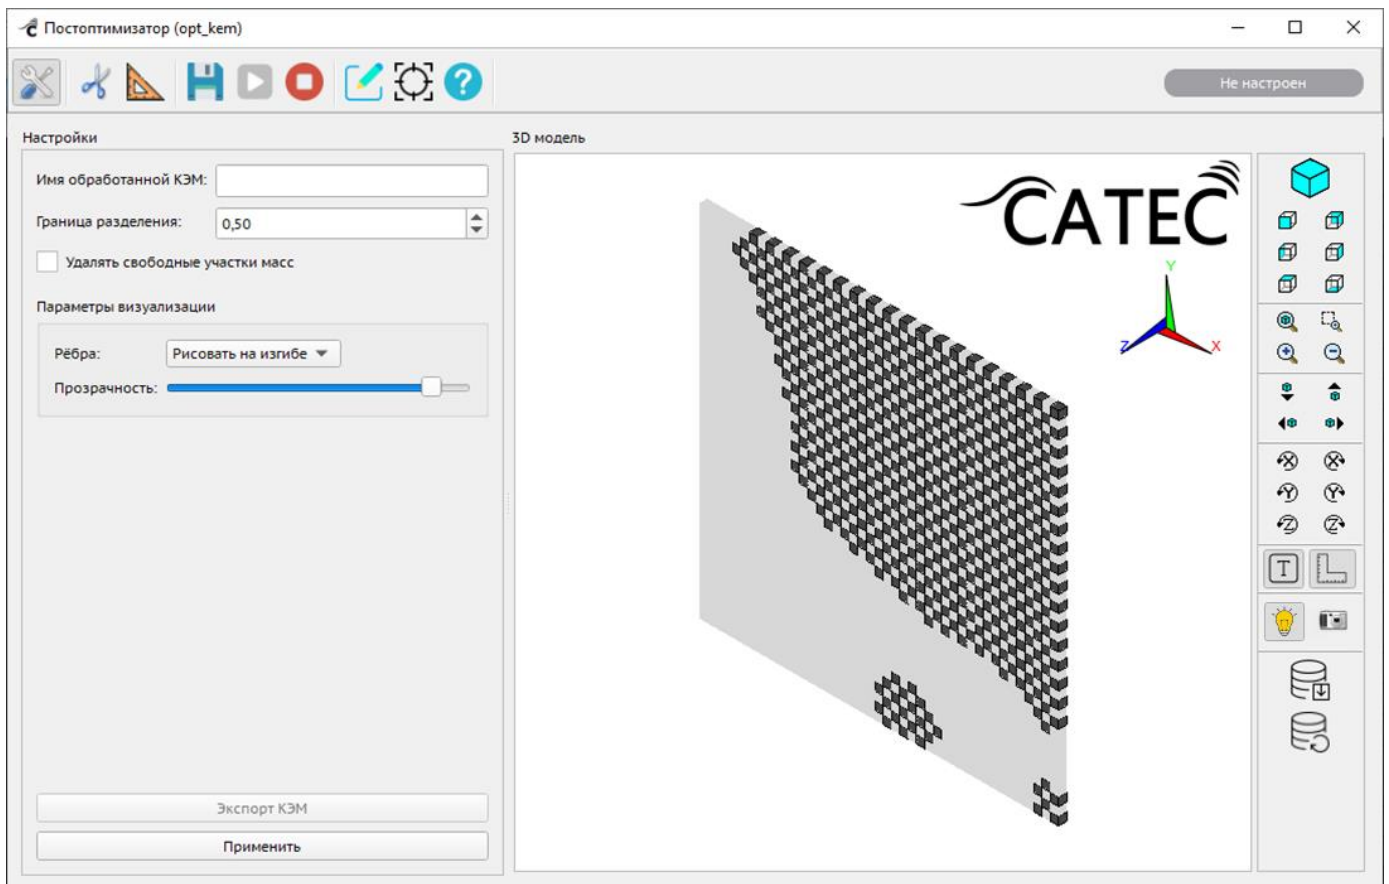 Постоптимизатор (opt_kem)
Не настроен
Настройки
3D модель
Имя обработанной КЭМ:
Граница разделения: 0,50
Удалять свободные участки масс
Параметры визуализации
Рёбра: Рисовать на изгибе
Прозрачность:
Экспорт КЭМ
Применить
CATEC
Y
Z X
X X
Y Y
Z Z
T